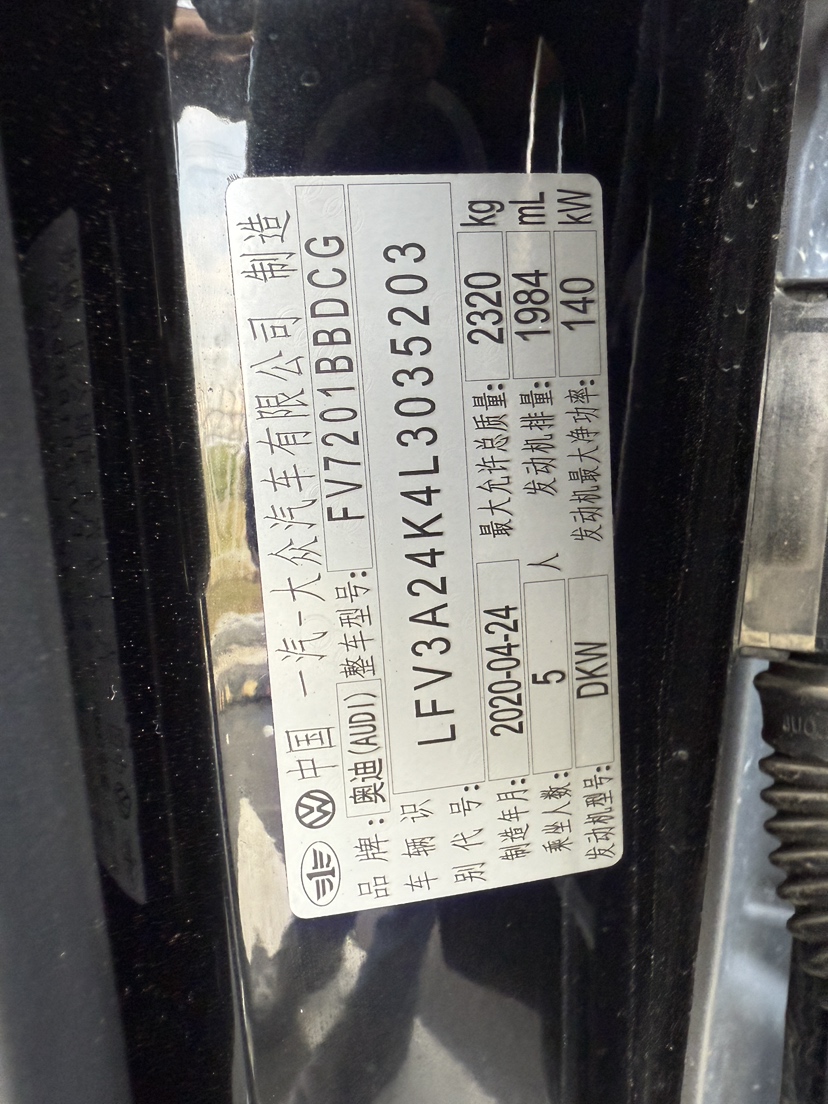 中国 一汽-大众汽车有限公司 制造
品牌: 奥迪(AUDI) 整车型号: FV7201BBDCG
车辆识别代号: LFV3A24K4L3035203
制造年月: 2020-04-24 最大允许总质量: 2320 kg
乘坐人数: 5 人 发动机排量: 1984 mL
发动机型号: DKW 发动机最大净功率: 140 kW